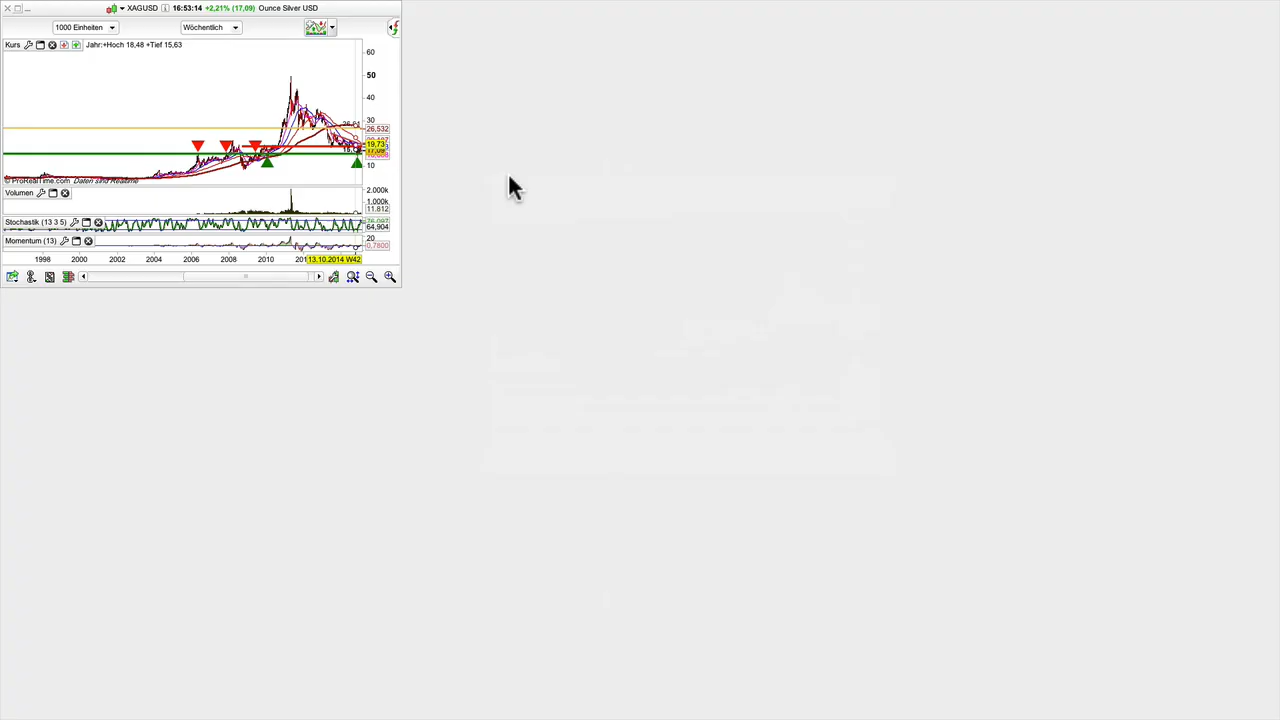 XAGUSD 16:53:14 +2,21% (17,09) Ounce Silver USD
1000 Einheiten Wöchentlich
Kurs Jahr:+Hoch 18,48 +Tief 15,63
60
50
40
30
26,532
19,73
10
© ProRealTime.com Daten sind Realtime
Volumen
2.000k
1.000k
11.812
Stochastik (13 3 5)
64,904
Momentum (13)
20
0,7800
1998 2000 2002 2004 2006 2008 2010 13.10.2014 W42